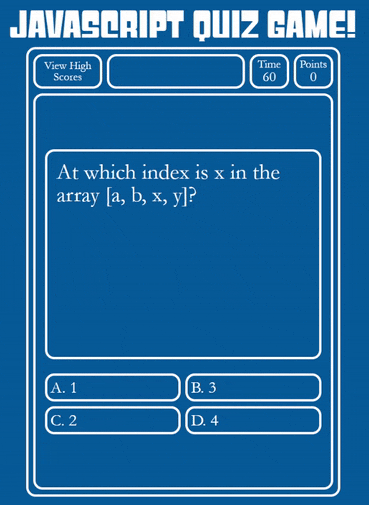 JAVASCRIPT QUIZ GAME!
View High
Scores
Time
60
Points
0
At which index is x in the
array [a, b, x, y]?
A. 1
B. 3
C. 2
D. 4